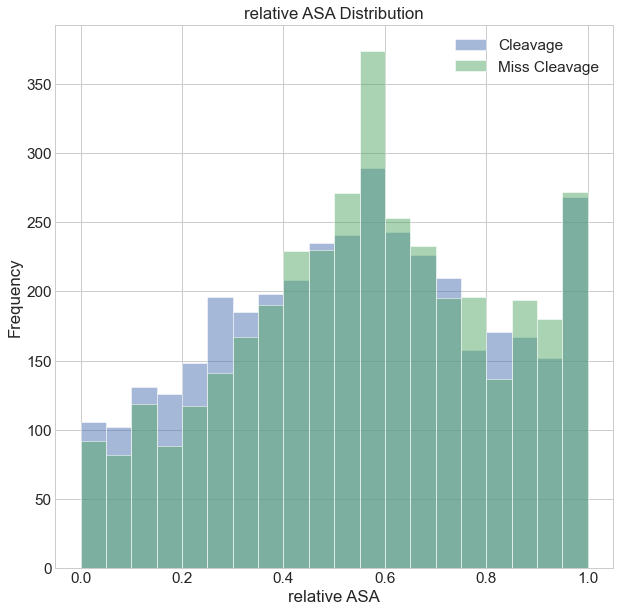 relative ASA Distribution
Cleavage
Miss Cleavage
350
300
250
200
150
100
50
0
Frequency
0.0 0.2 0.4 0.6 0.8 1.0
relative ASA